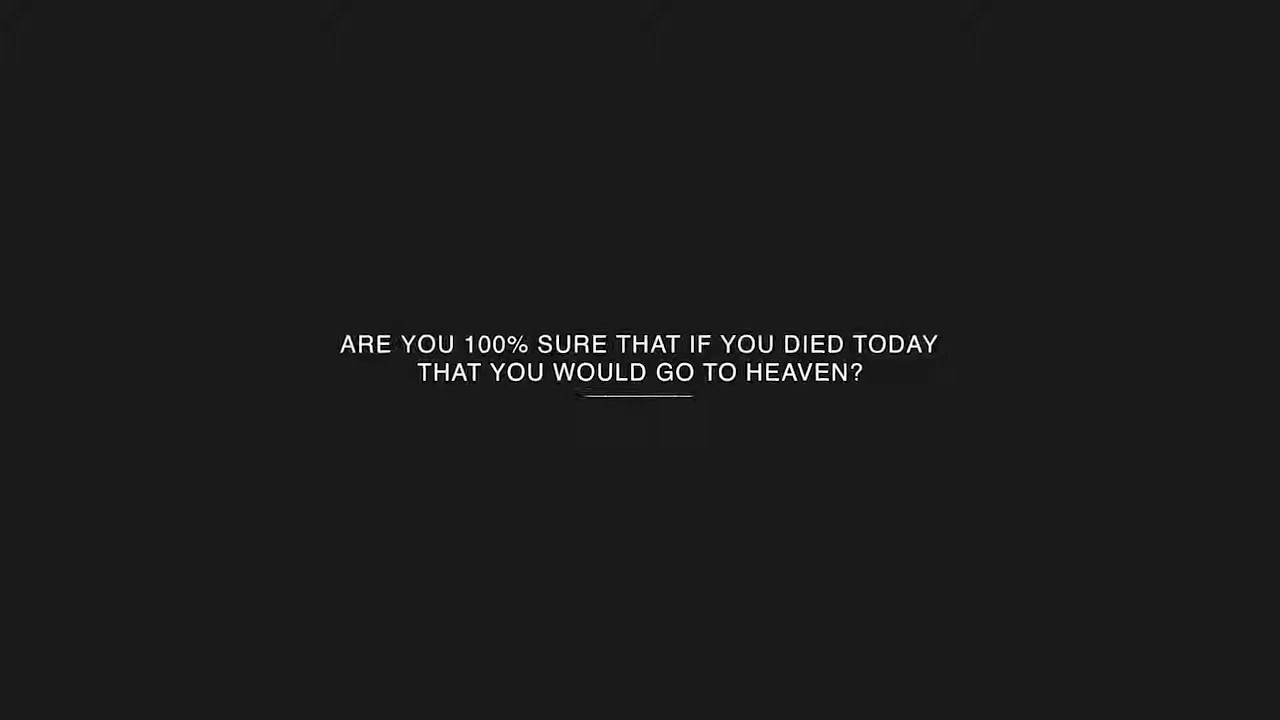 ARE YOU 100% SURE THAT IF YOU DIED TODAY
THAT YOU WOULD GO TO HEAVEN?